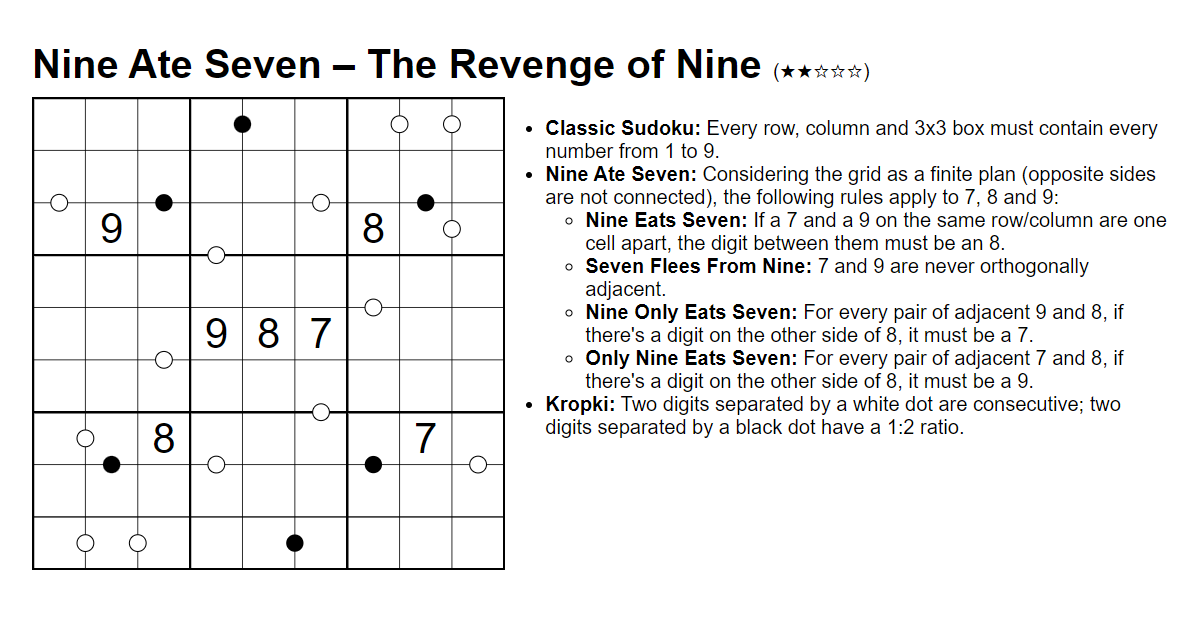 Nine Ate Seven – The Revenge of Nine (★★☆☆☆)
9 8
9 8 7
8 7
• Classic Sudoku: Every row, column and 3x3 box must contain every
number from 1 to 9.
• Nine Ate Seven: Considering the grid as a finite plan (opposite sides
are not connected), the following rules apply to 7, 8 and 9:
○ Nine Eats Seven: If a 7 and a 9 on the same row/column are one
cell apart, the digit between them must be an 8.
○ Seven Flees From Nine: 7 and 9 are never orthogonally
adjacent.
○ Nine Only Eats Seven: For every pair of adjacent 9 and 8, if
there's a digit on the other side of 8, it must be a 7.
○ Only Nine Eats Seven: For every pair of adjacent 7 and 8, if
there's a digit on the other side of 8, it must be a 9.
• Kropki: Two digits separated by a white dot are consecutive; two
digits separated by a black dot have a 1:2 ratio.